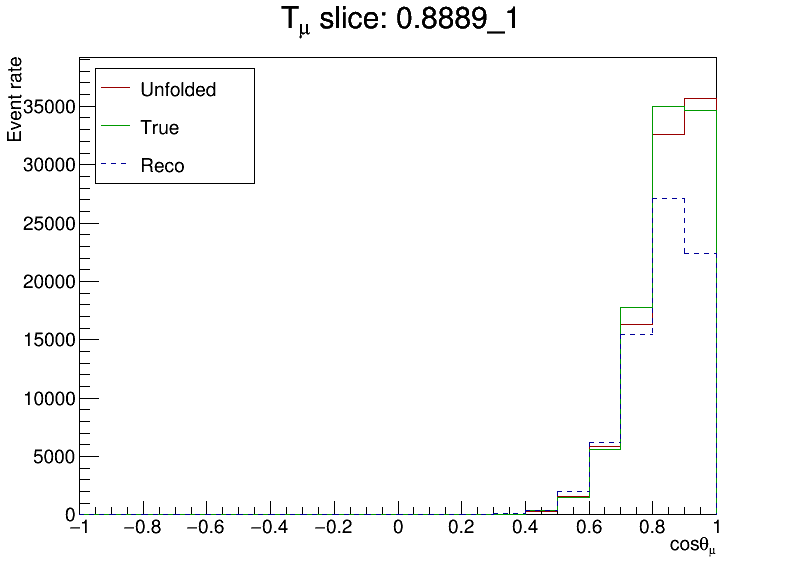 Tμ slice: 0.8889_1
Event rate
Unfolded
True
Reco
35000
30000
25000
20000
15000
10000
5000
0
−1 −0.8 −0.6 −0.4 −0.2 0 0.2 0.4 0.6 0.8 1
cosθμ